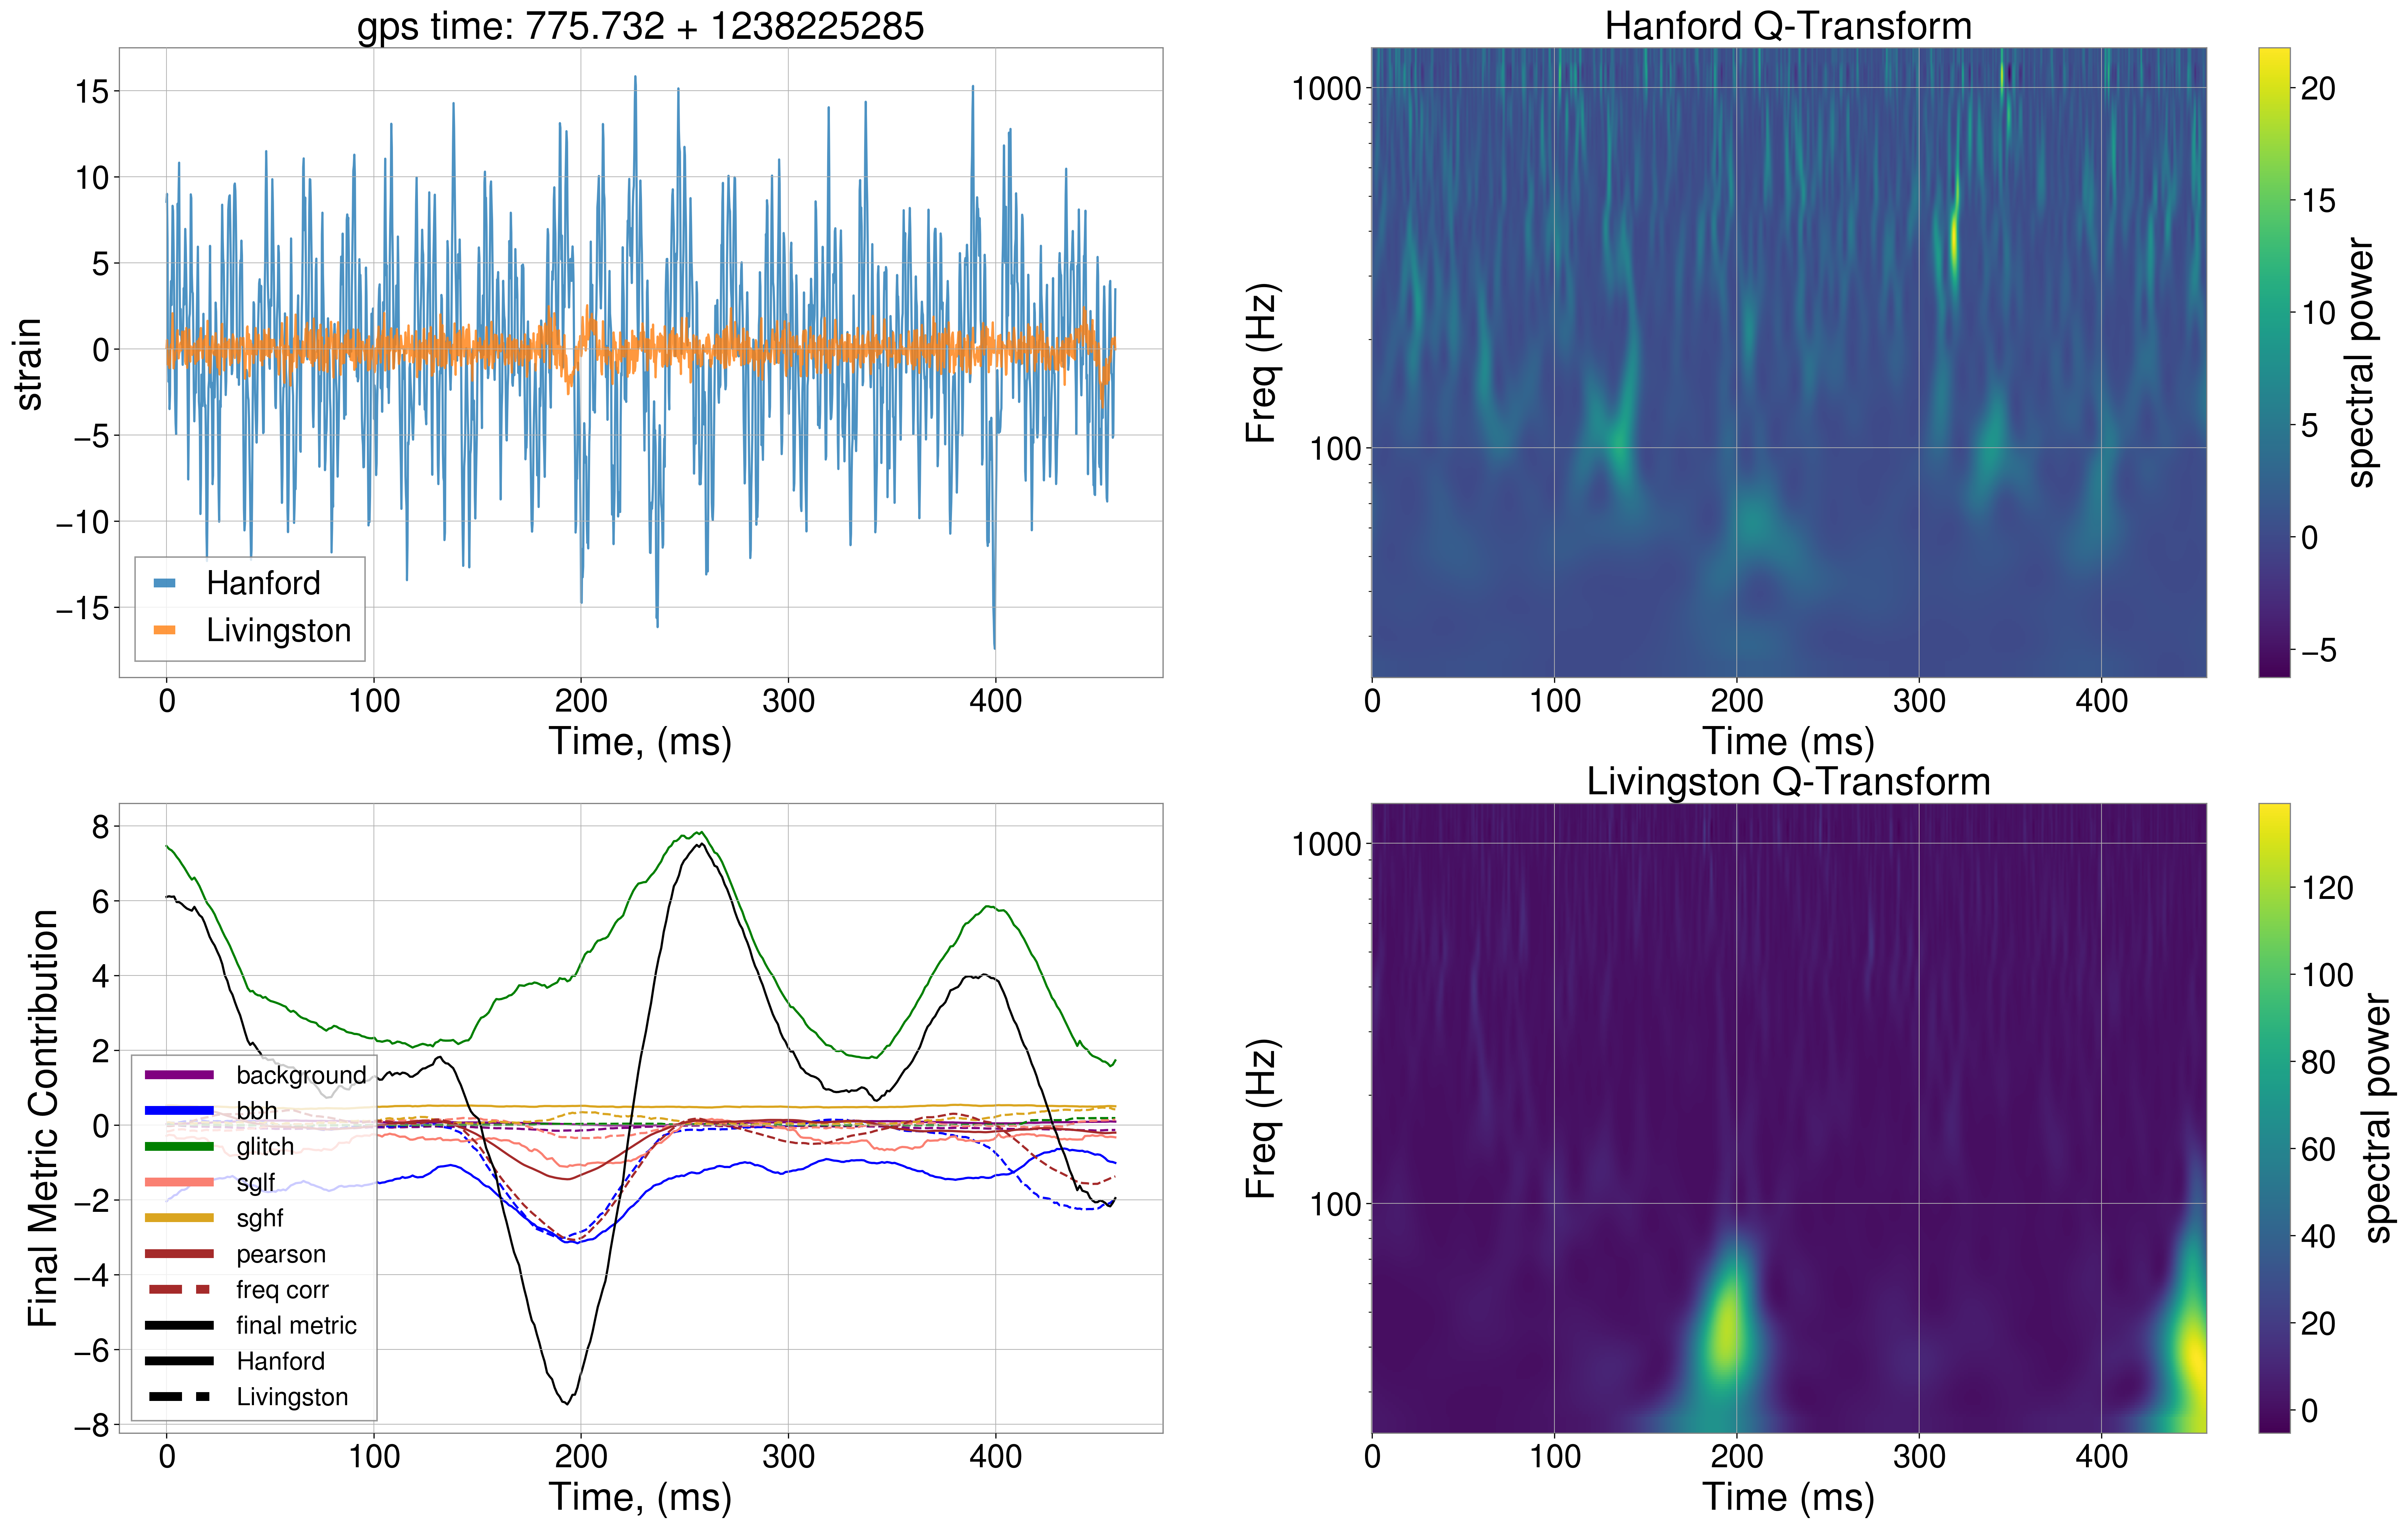 gps time: 775.732 + 1238225285
strain
15
10
5
0
−5
−10
−15
Hanford
Livingston
0 100 200 300 400
Time, (ms)
Hanford Q-Transform
Freq (Hz)
1000
100
0 100 200 300 400
Time (ms)
20
15
10
5
0
−5
spectral power
Final Metric Contribution
8
6
4
2
0
−2
−4
−6
−8
background
bbh
glitch
sglf
sghf
pearson
freq corr
final metric
Hanford
Livingston
0 100 200 300 400
Time, (ms)
Livingston Q-Transform
Freq (Hz)
1000
100
0 100 200 300 400
Time (ms)
120
100
80
60
40
20
0
spectral power